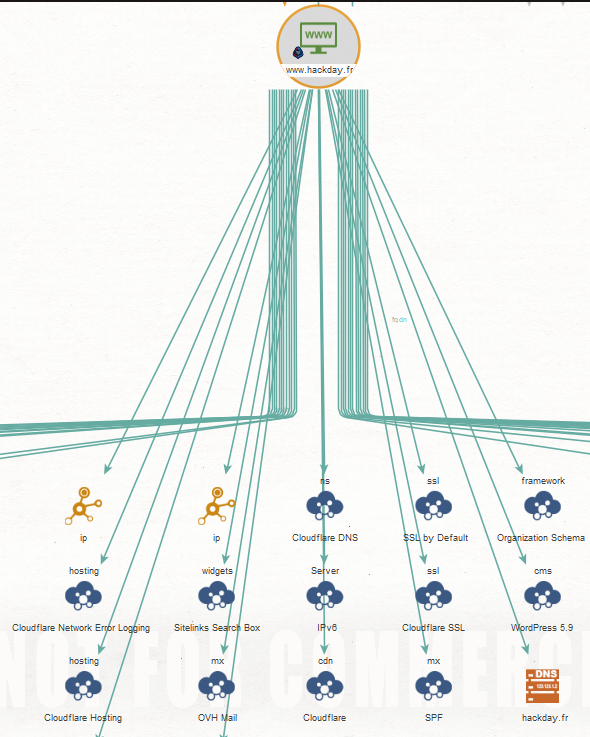 WWW
www.hackday.fr
fqdn
ns
ssl
framework
ip
ip
Cloudflare DNS
SSL by Default
Organization Schema
hosting
widgets
Server
ssl
cms
Cloudflare Network Error Logging
Sitelinks Search Box
IPv6
Cloudflare SSL
WordPress 5.9
NOT FOR COMMERC
hosting
mx
cdn
mx
DNS
Cloudflare Hosting
OVH Mail
Cloudflare
SPF
hackday.fr